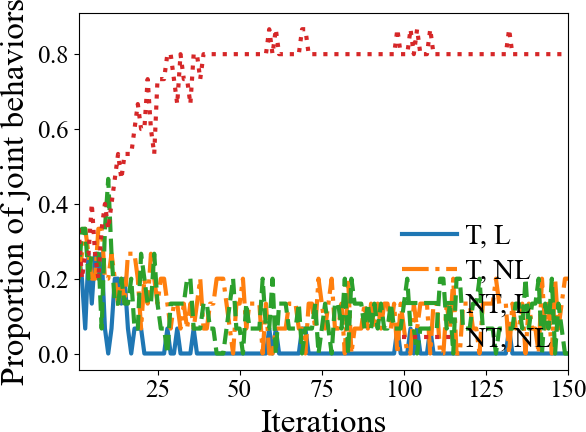 Proportion of joint behaviors
0.8
0.6
0.4
0.2
0.0
T, L
T, NL
NT, L
NT, NL
25
50
75
100
125
150
Iterations